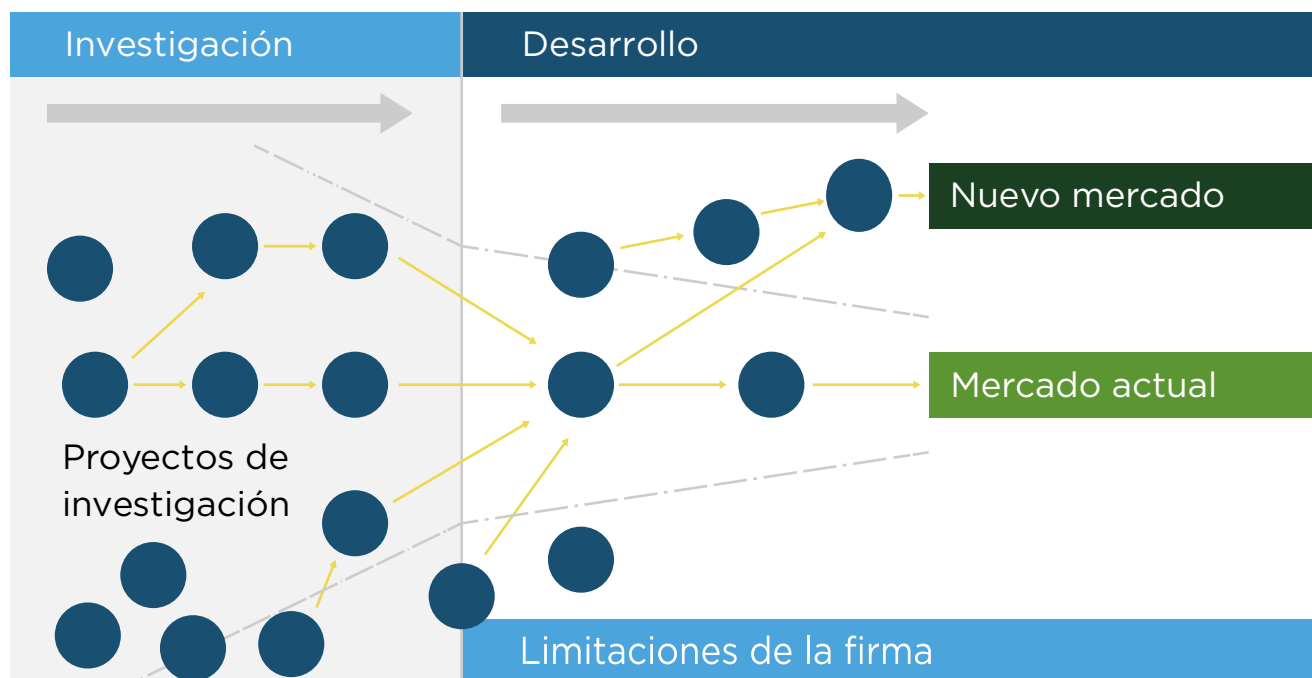 Investigación
Desarrollo
Nuevo mercado
Mercado actual
Proyectos de
investigación
Limitaciones de la firma